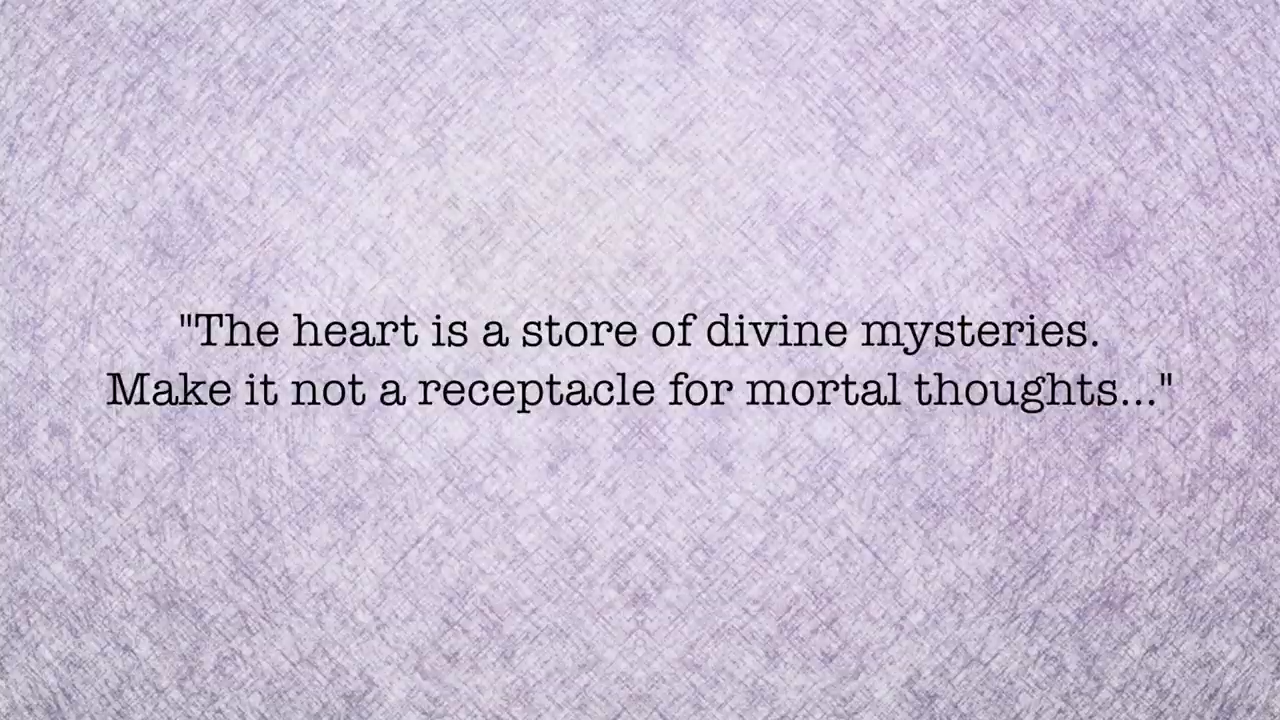 "The heart is a store of divine mysteries.
Make it not a receptacle for mortal thoughts..."